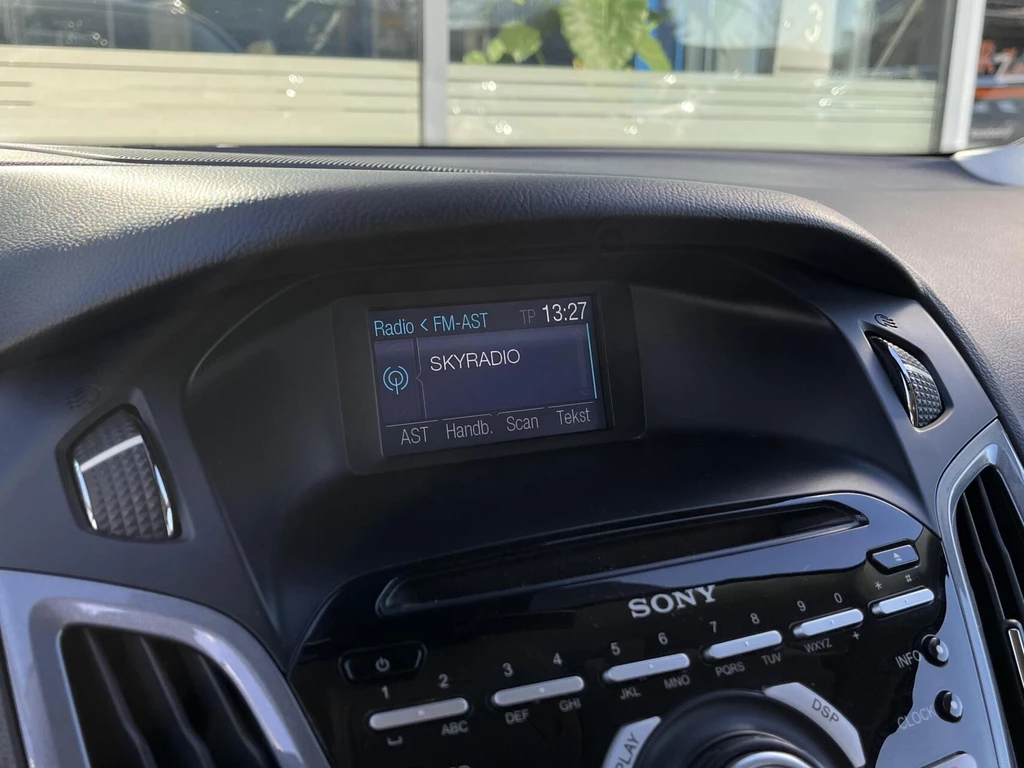 Radio < FM-AST TP 13:27
SKYRADIO
AST Handb. Scan Tekst
SONY
1 2 3 4 5 6 7 8 9 0 * #
ABC DEF GHI JKL MNO PQRS TUV WXYZ +
INFO
CLOCK
DSP